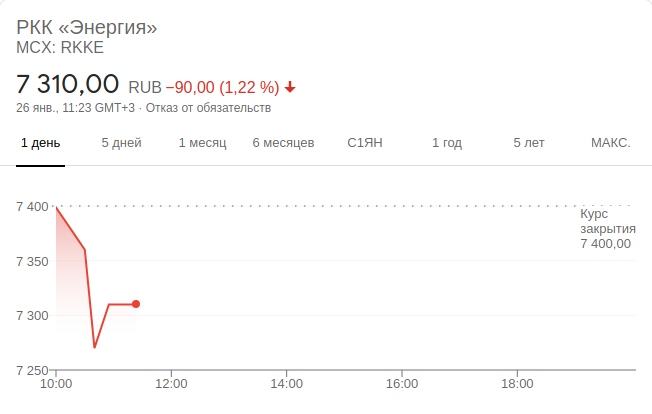 РКК «Энергия»
MCX: RKKE
7 310,00 RUB −90,00 (1,22 %)
26 янв., 11:23 GMT+3 · Отказ от обязательств
1 день 5 дней 1 месяц 6 месяцев С1ЯН 1 год 5 лет МАКС.
7 400
Курс
закрытия
7 400,00
7 350
7 300
7 250
10:00 12:00 14:00 16:00 18:00